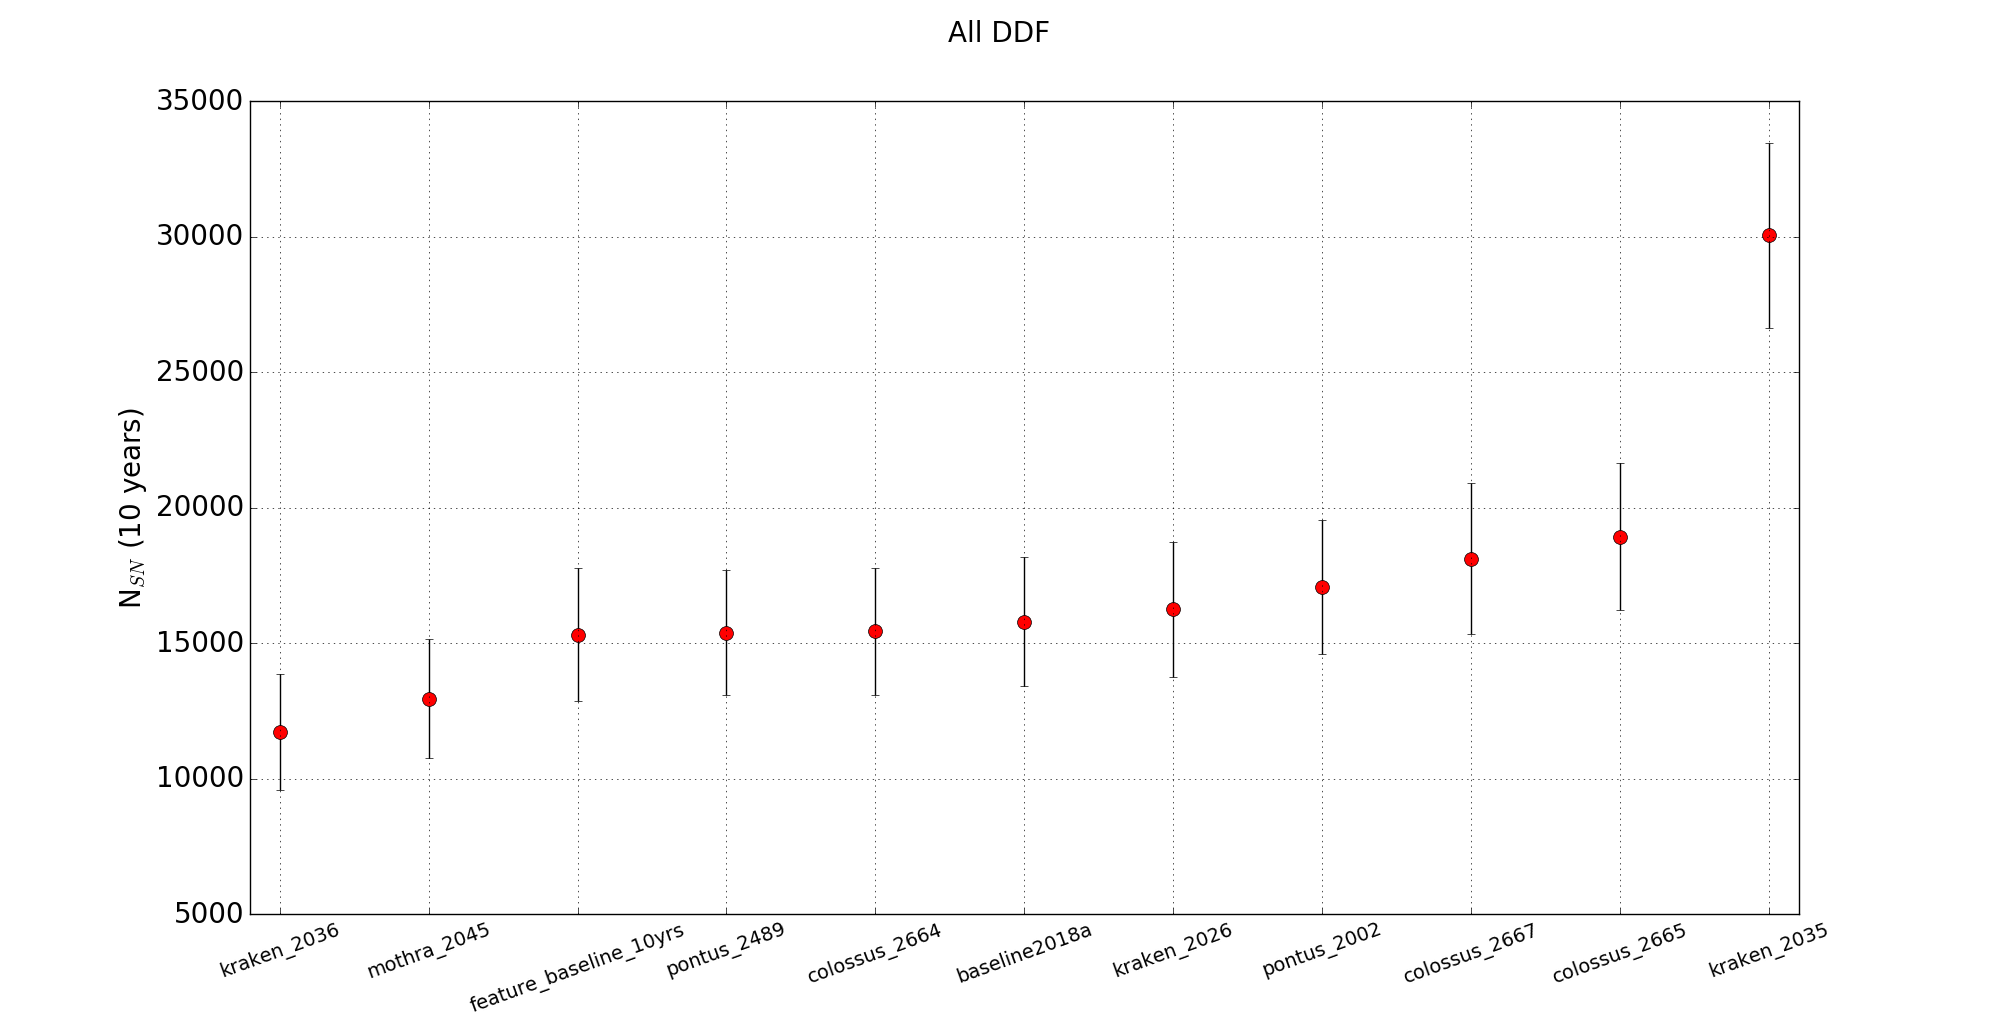 All DDF
35000
30000
25000
20000
15000
10000
5000
N_SN (10 years)
kraken_2036
mothra_2045
feature_baseline_10yrs
pontus_2489
colossus_2664
baseline2018a
kraken_2026
pontus_2002
colossus_2667
colossus_2665
kraken_2035